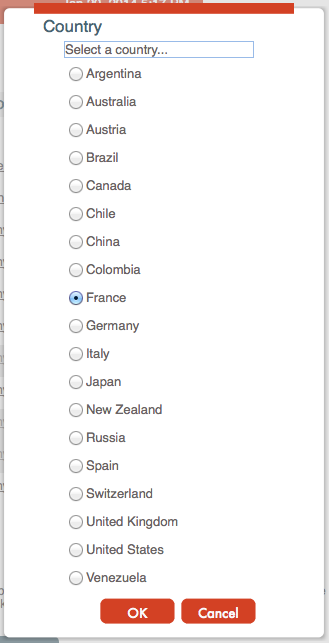 Country
Select a country...
Argentina
Australia
Austria
Brazil
Canada
Chile
China
Colombia
France
Germany
Italy
Japan
New Zealand
Russia
Spain
Switzerland
United Kingdom
United States
Venezuela
OK
Cancel